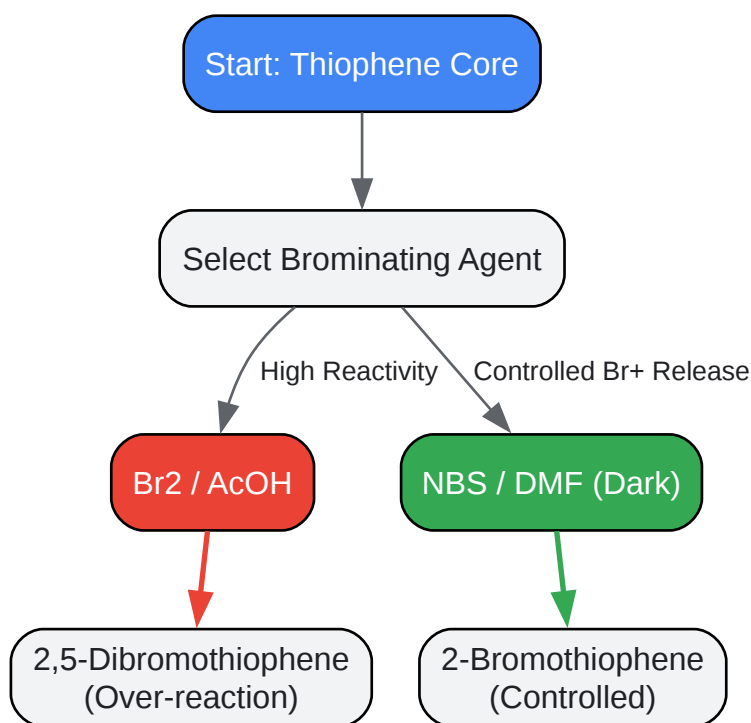 Start: Thiophene Core
Select Brominating Agent
High Reactivity
Controlled Br+ Release
Br2 / AcOH
NBS / DMF (Dark)
2,5-Dibromothiophene
(Over-reaction)
2-Bromothiophene
(Controlled)